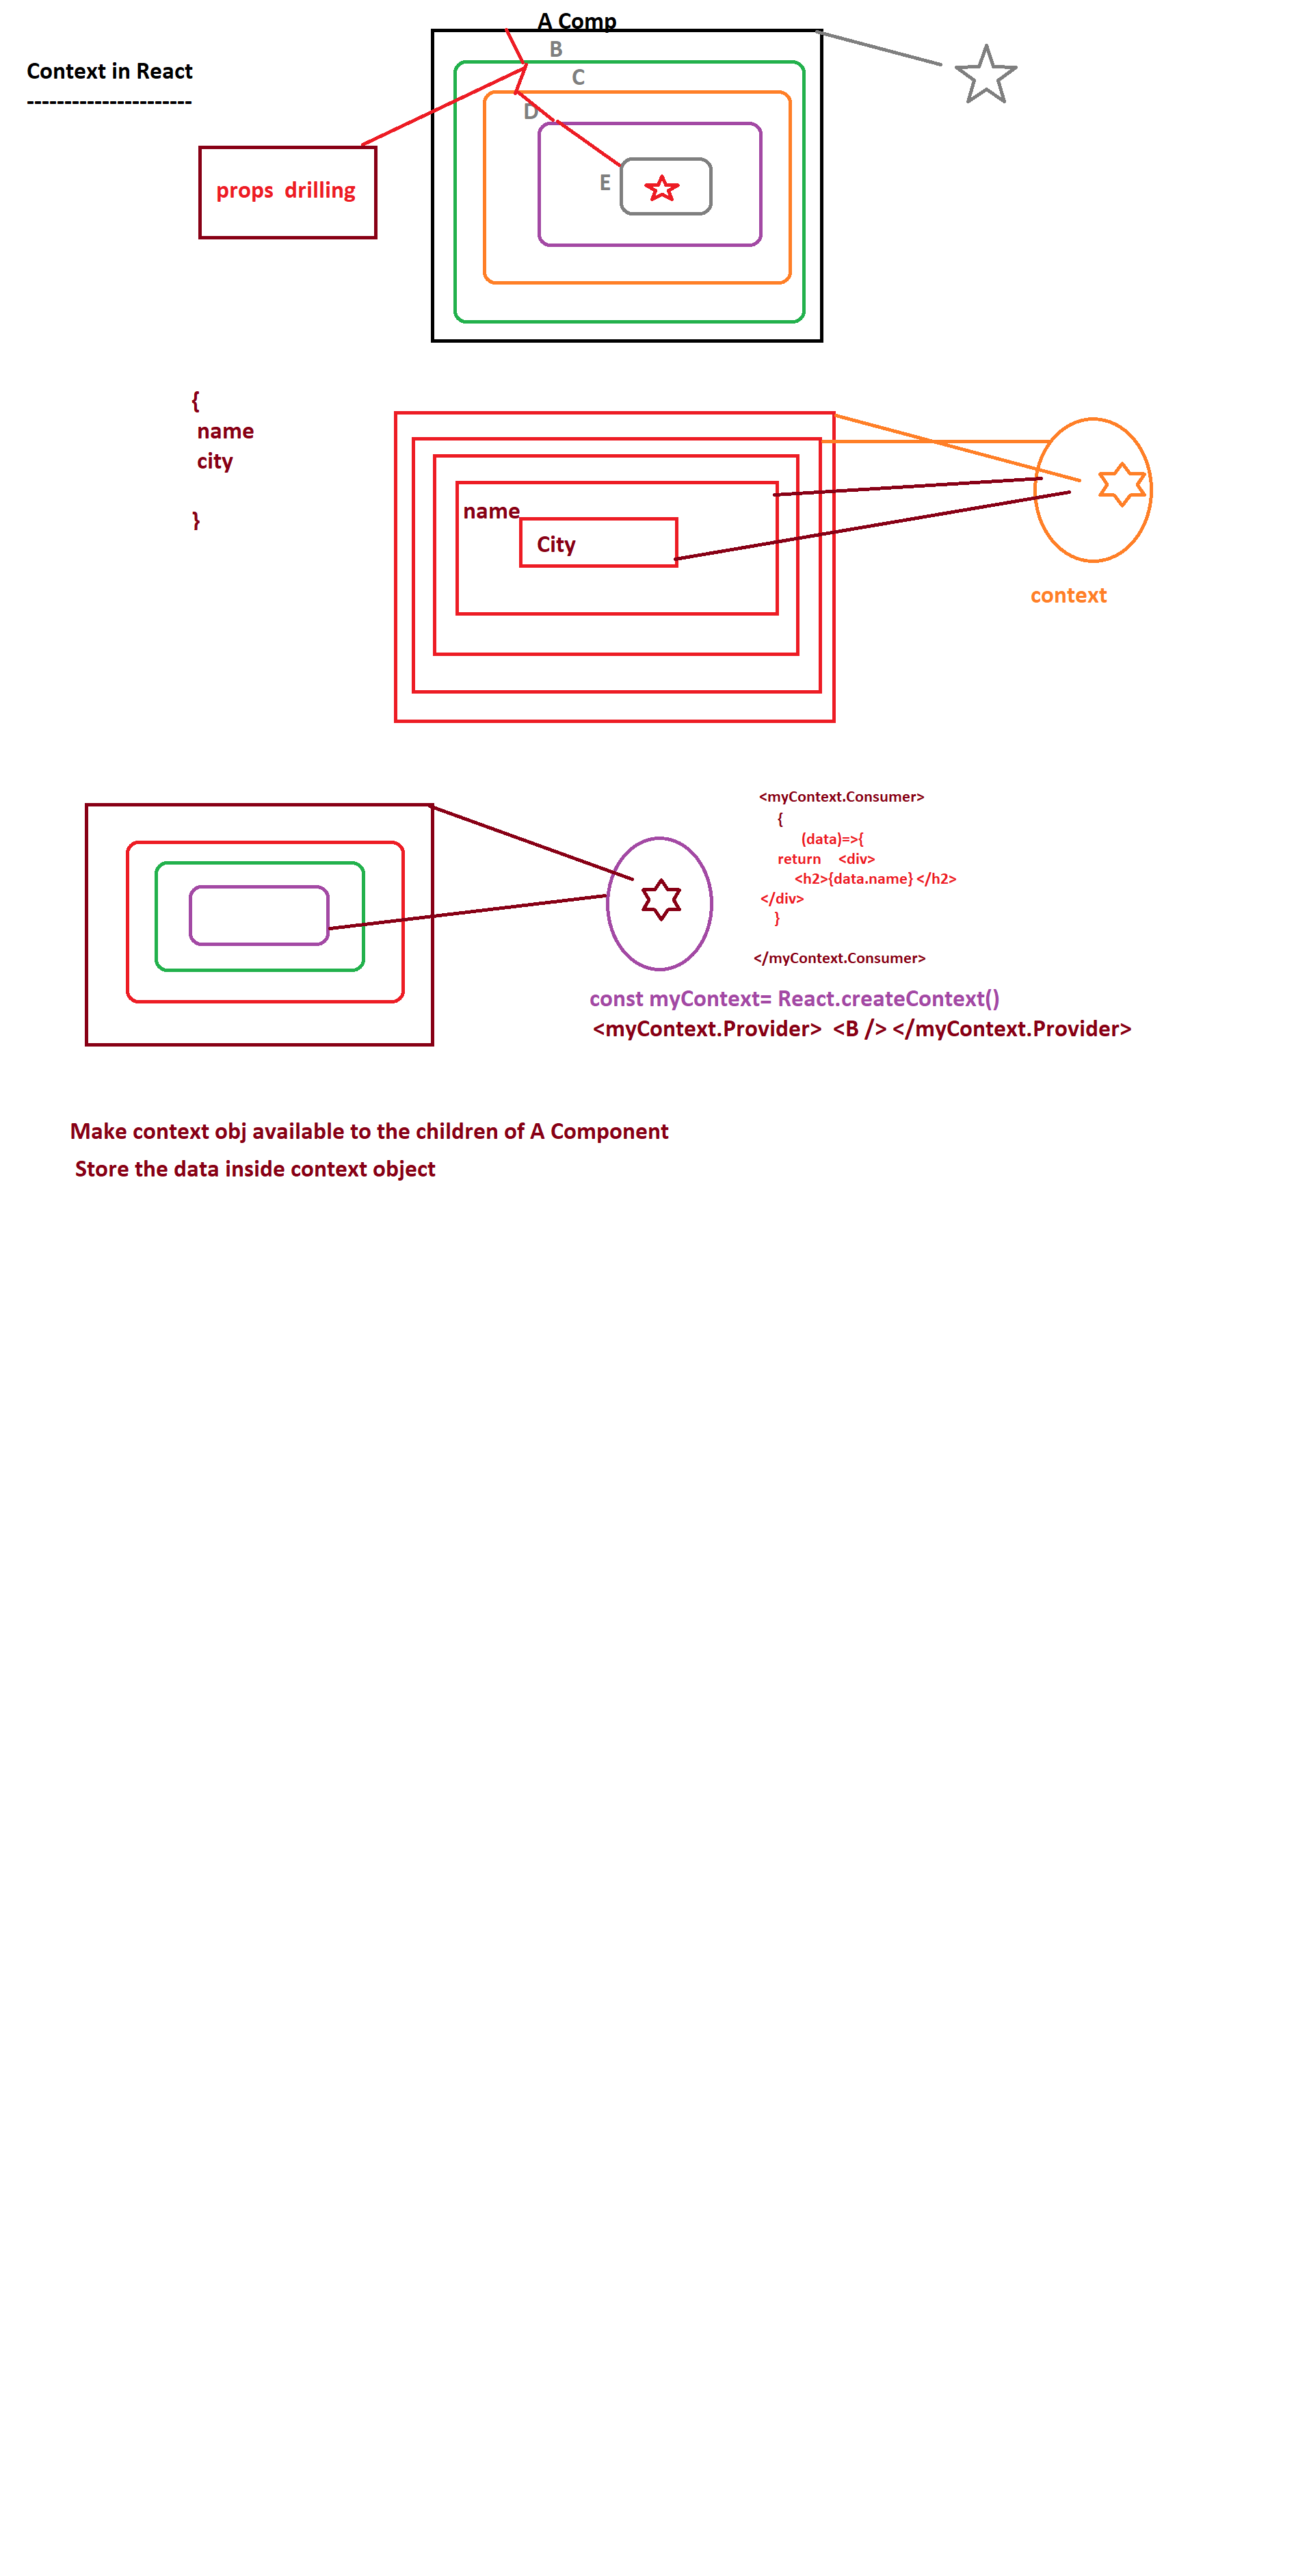 A Comp
B
Context in React
-----------------------
C
D
props  drilling
E
{
name
city
}
name
City
context
<myContext.Consumer>
{
(data)=>{
return    <div>
<h2>{data.name} </h2>
</div>
}
</myContext.Consumer>
const myContext= React.createContext()
<myContext.Provider>  <B /> </myContext.Provider>
Make context obj available to the children of A Component
Store the data inside context object